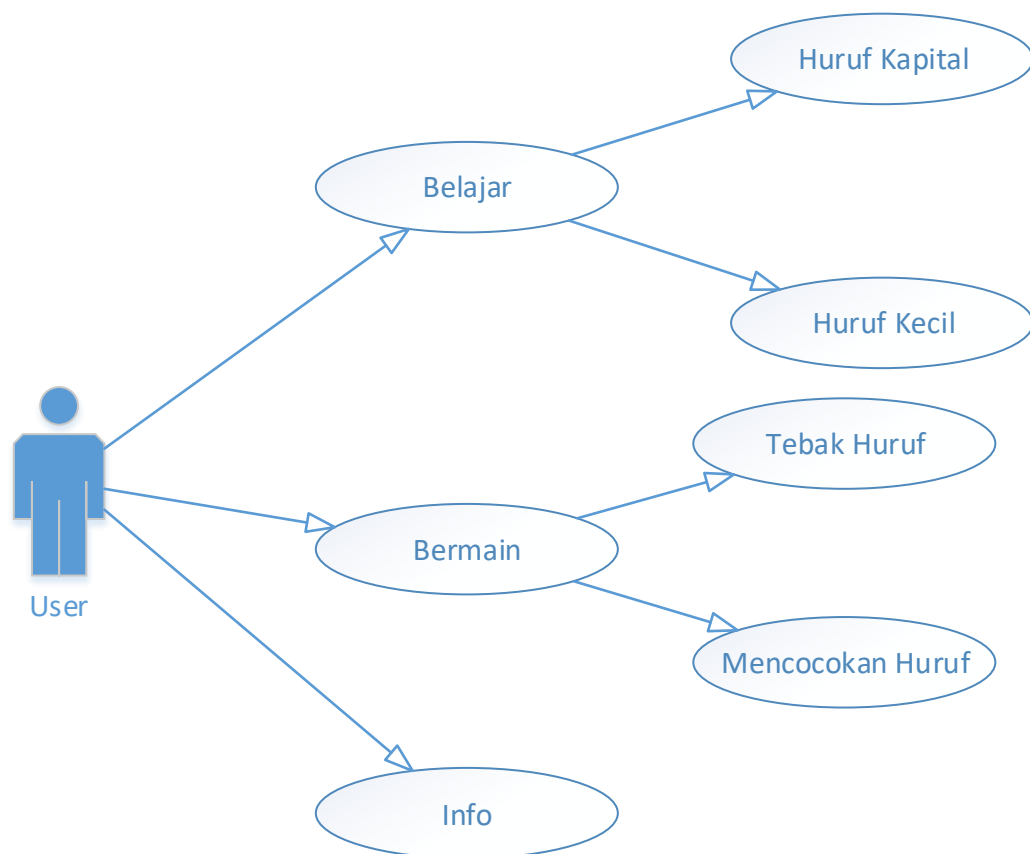 Huruf Kapital
Belajar
Huruf Kecil
Tebak Huruf
Bermain
User
Mencocokan Huruf
Info